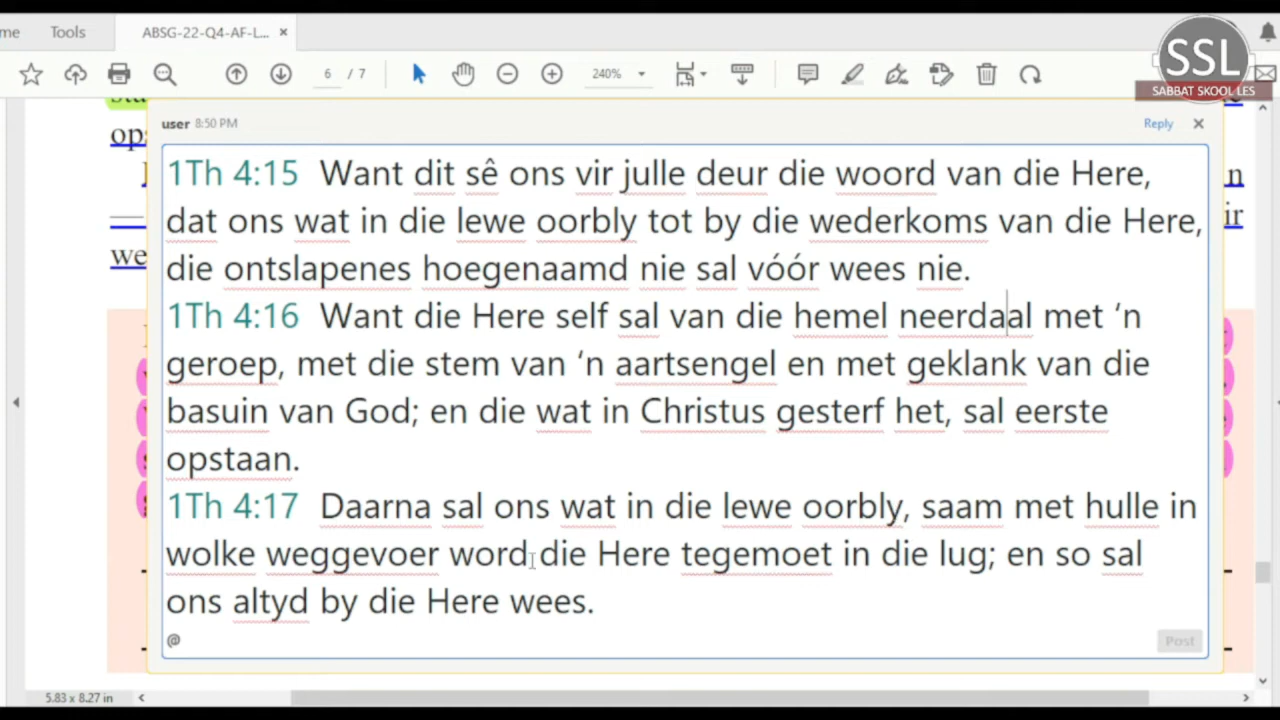 me Tools ABSG-22-Q4-AF-L... ×
SSL
SABBAT SKOOL LES
6 / 7 240%
op
user 8:50 PM Reply ×
1Th 4:15 Want dit sê ons vir julle deur die woord van die Here,
dat ons wat in die lewe oorbly tot by die wederkoms van die Here,
die ontslapenes hoegenaamd nie sal vóór wees nie.
1Th 4:16 Want die Here self sal van die hemel neerdaal met ‘n
geroep, met die stem van ‘n aartsengel en met geklank van die
basuin van God; en die wat in Christus gesterf het, sal eerste
opstaan.
1Th 4:17 Daarna sal ons wat in die lewe oorbly, saam met hulle in
wolke weggevoer word die Here tegemoet in die lug; en so sal
ons altyd by die Here wees.
@ Post
n
ir
we
5.83 x 8.27 in